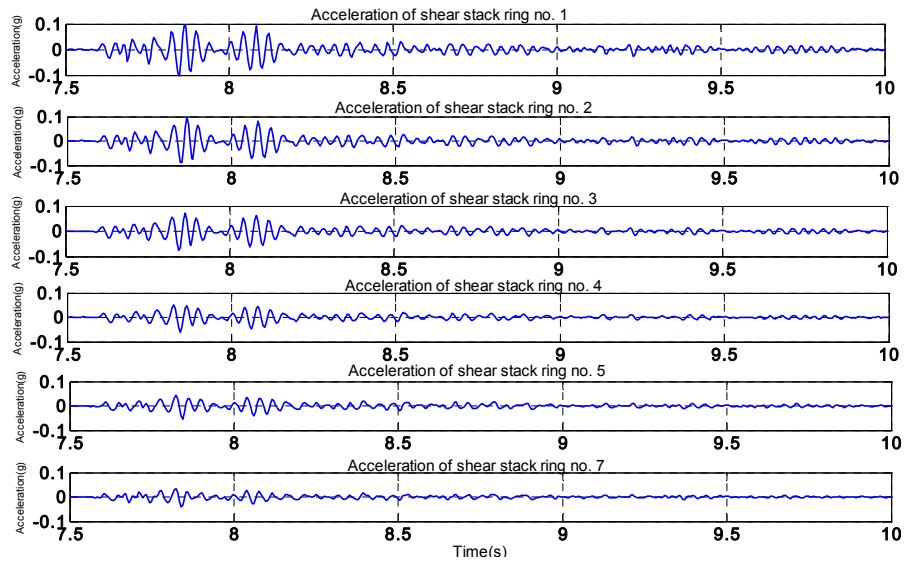 Acceleration of shear stack ring no. 1
Acceleration(g)
0.1
0
-0.1
7.5 8 8.5 9 9.5 10
Acceleration of shear stack ring no. 2
Acceleration(g)
0.1
0
-0.1
7.5 8 8.5 9 9.5 10
Acceleration of shear stack ring no. 3
Acceleration(g)
0.1
0
-0.1
7.5 8 8.5 9 9.5 10
Acceleration of shear stack ring no. 4
Acceleration(g)
0.1
0
-0.1
7.5 8 8.5 9 9.5 10
Acceleration of shear stack ring no. 5
Acceleration(g)
0.1
0
-0.1
7.5 8 8.5 9 9.5 10
Acceleration of shear stack ring no. 7
Acceleration(g)
0.1
0
-0.1
7.5 8 8.5 9 9.5 10
Time(s)